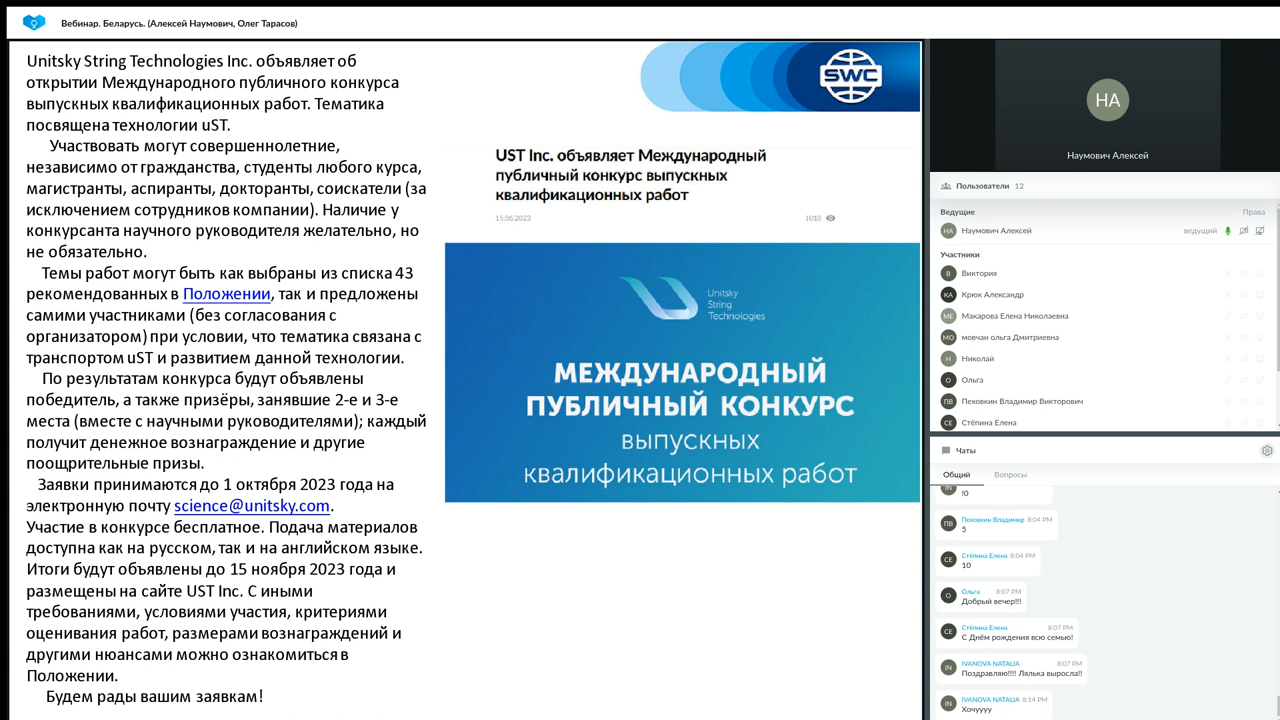 Вебинар. Беларусь. (Алексей Наумович, Олег Тарасов)
Unitsky String Technologies Inc. объявляет об
открытии Международного публичного конкурса
выпускных квалификационных работ. Тематика
посвящена технологии uST.
Участвовать могут совершеннолетние,
независимо от гражданства, студенты любого курса,
магистранты, аспиранты, докторанты, соискатели (за
исключением сотрудников компании). Наличие у
конкурсанта научного руководителя желательно, но
не обязательно.
Темы работ могут быть как выбраны из списка 43
рекомендованных в Положении, так и предложены
самими участниками (без согласования с
организатором) при условии, что тематика связана с
транспортом uST и развитием данной технологии.
По результатам конкурса будут объявлены
победитель, а также призёры, занявшие 2-е и 3-е
места (вместе с научными руководителями); каждый
получит денежное вознаграждение и другие
поощрительные призы.
Заявки принимаются до 1 октября 2023 года на
электронную почту science@unitsky.com.
Участие в конкурсе бесплатное. Подача материалов
доступна как на русском, так и на английском языке.
Итоги будут объявлены до 15 ноября 2023 года и
размещены на сайте UST Inc. С иными
требованиями, условиями участия, критериями
оценивания работ, размерами вознаграждений и
другими нюансами можно ознакомиться в
Положении.
Будем рады вашим заявкам!
SWC
UST Inc. объявляет Международный
публичный конкурс выпускных
квалификационных работ
15.06.2023 1010
Unitsky
String
Technologies
МЕЖДУНАРОДНЫЙ
ПУБЛИЧНЫЙ КОНКУРС
выпускных
квалификационных работ
НА
Наумович Алексей
Пользователи 12
Ведущие Права
НА Наумович Алексей ведущий
Участники
В Виктория
КА Крюк Александр
МЕ Макарова Елена Николаевна
МО мовчан ольга Дмитриевна
Н Николай
О Ольга
ПВ Пеховкин Владимир Викторович
СЕ Стёпина Елена
Чаты
Общий Вопросы
IN !0
ПВ Пеховкин Владимир 8:04 PM
5
СЕ Стёпина Елена 8:04 PM
10
О Ольга 8:07 PM
Добрый вечер!!!
СЕ Стёпина Елена 8:07 PM
С Днём рождения всю семью!
IN IVANOVA NATALIA 8:07 PM
Поздравляю!!!! Лялька выросла!!
IN IVANOVA NATALIA 8:14 PM
Хочуууу